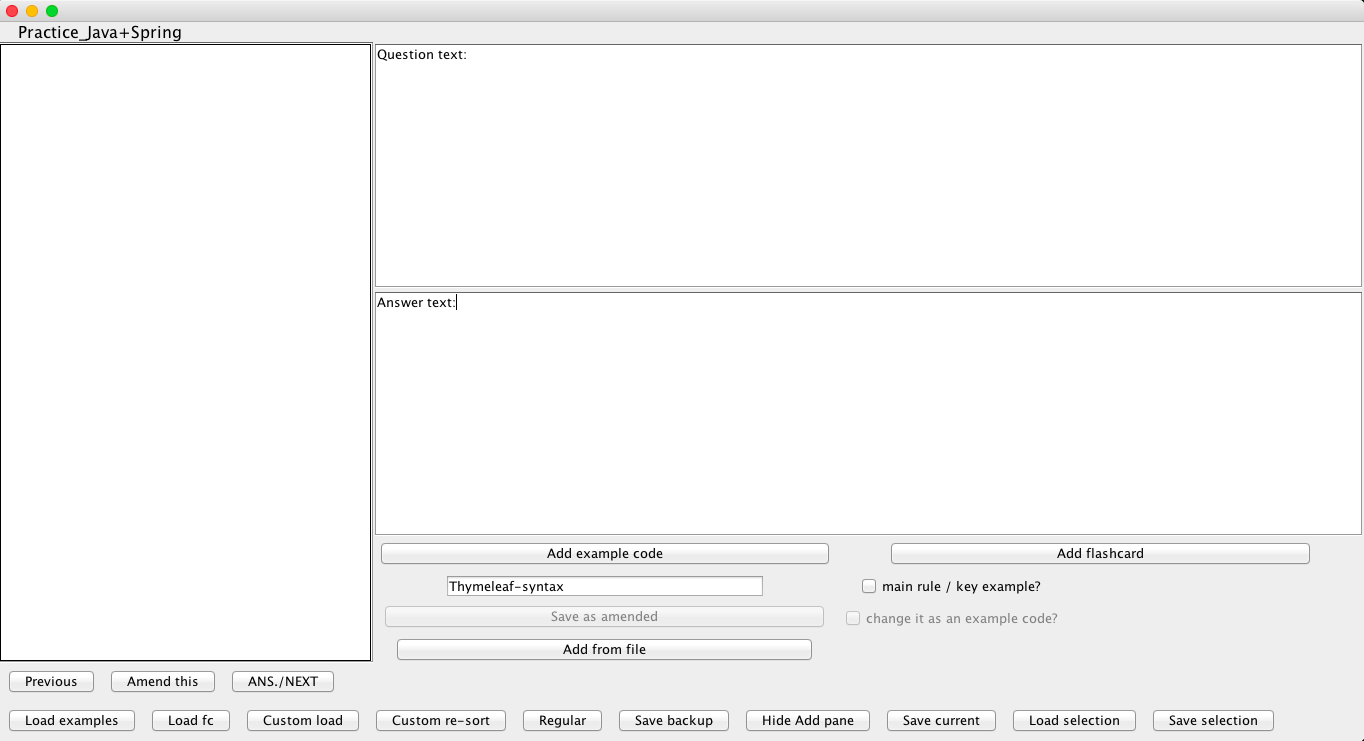 Practice_Java+Spring
Question text:
Answer text:
Add example code
Add flashcard
Thymeleaf-syntax
main rule / key example?
Save as amended
change it as an example code?
Add from file
Previous
Amend this
ANS./NEXT
Load examples
Load fc
Custom load
Custom re-sort
Regular
Save backup
Hide Add pane
Save current
Load selection
Save selection